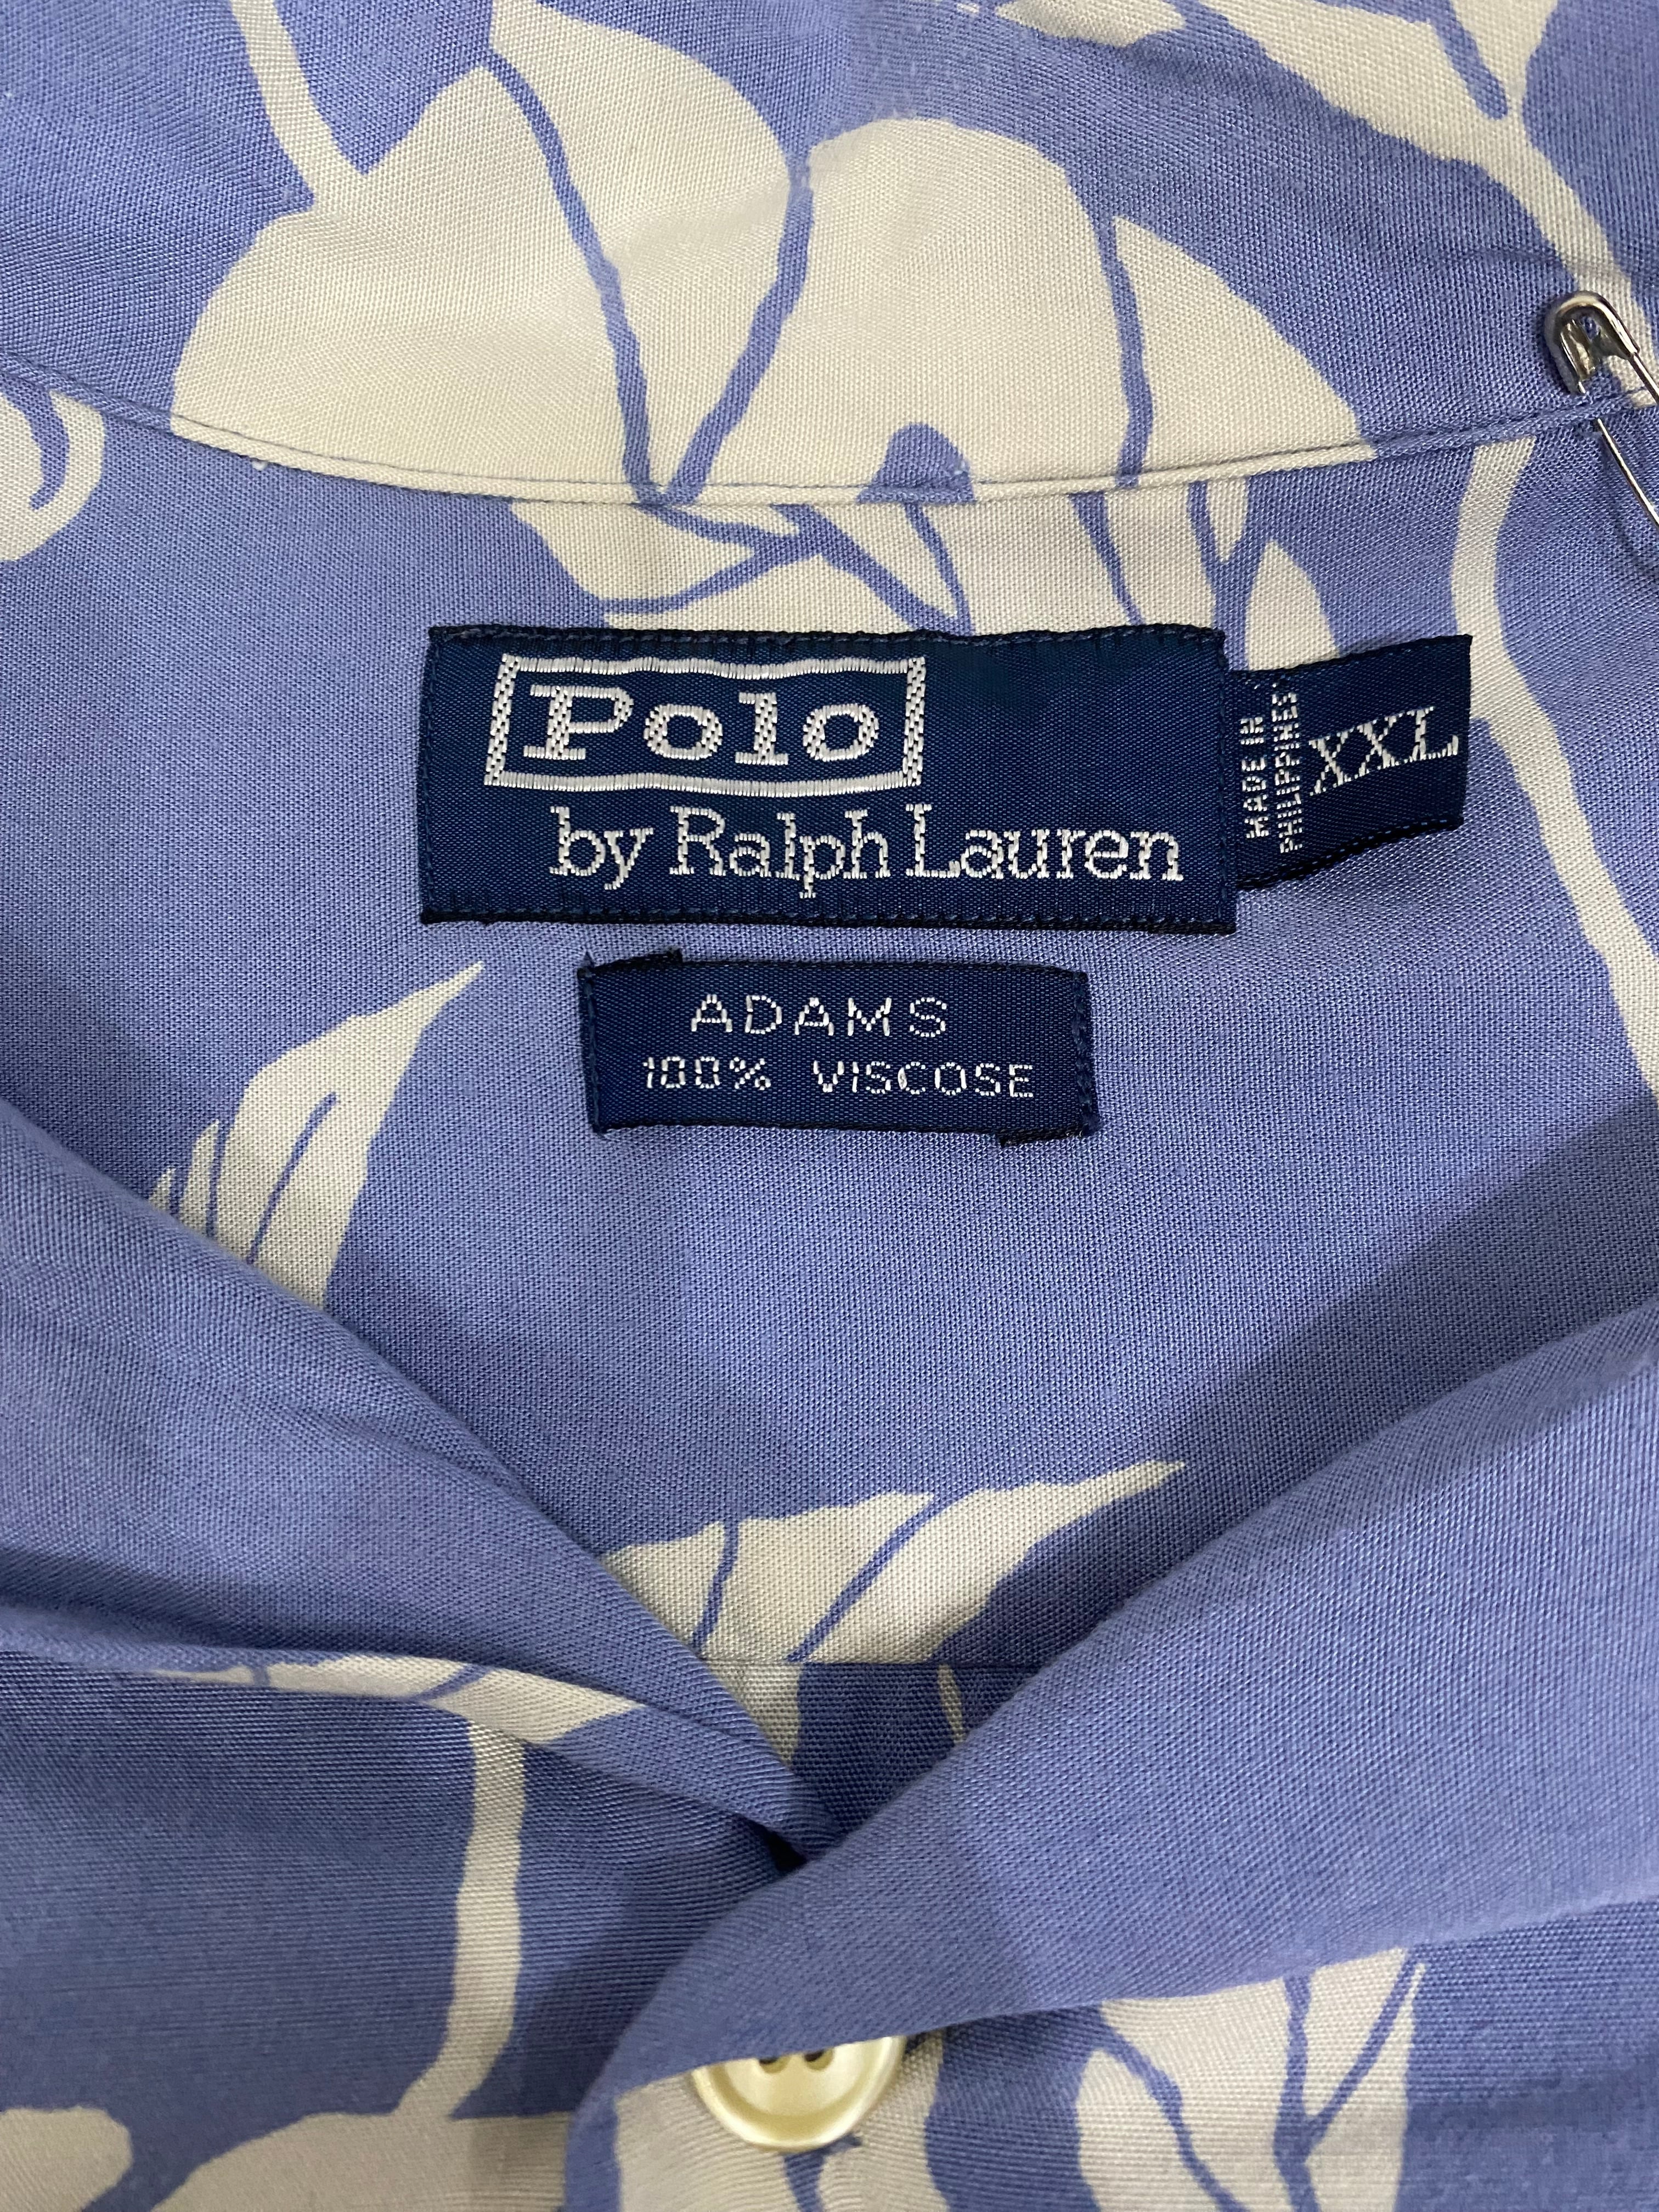 Polo
by Ralph Lauren
MADE IN
PHILIPPINES
XXL
ADAMS
100% VISCOSE